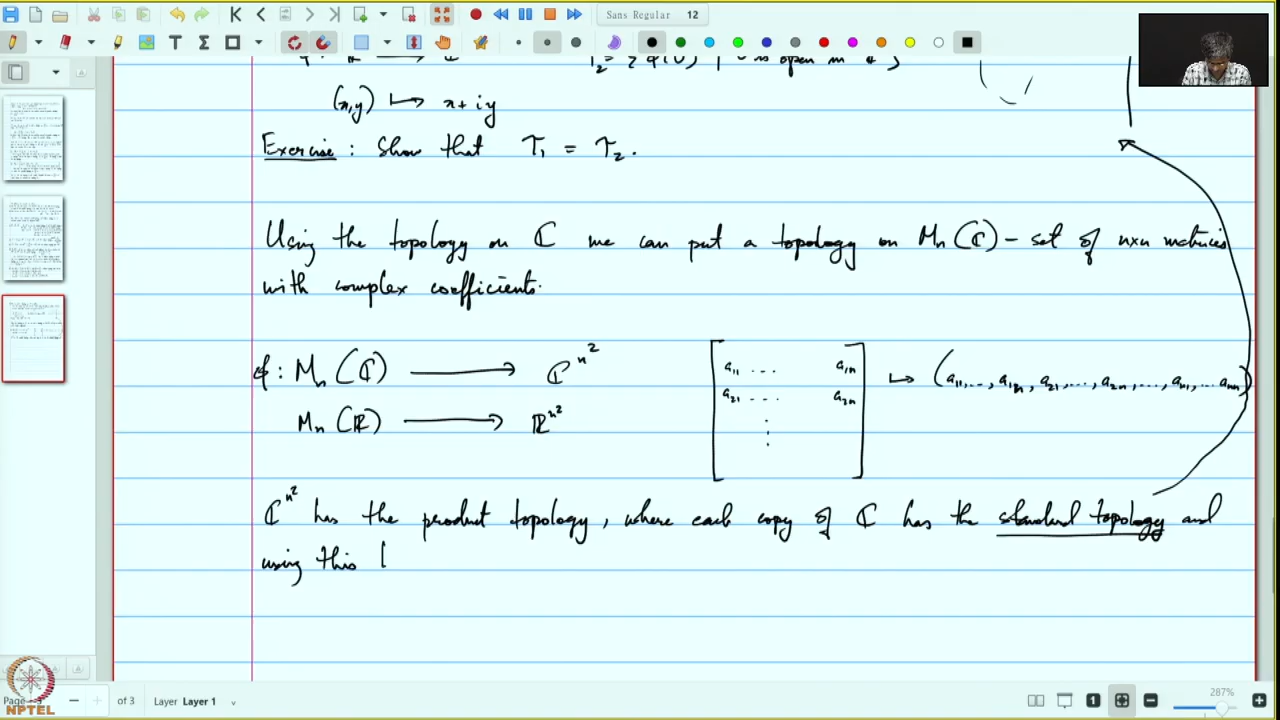 Sans Regular 12
(x,y) ↦ x+iy
Exercise : Show that T₁ = T₂.
Using the topology on ℂ we can put a topology on Mn(ℂ) – set of nxn matrices
with complex coefficients.
φ : Mn(ℂ) ⟶ ℂ^n²
[a11 .... a1n
a21 .... a2n
⋮ ] ↦ (a11,..., a1n, a21,..., a2n,..., an1,... ann)
Mn(ℝ) ⟶ ℝ^n²
ℂ^n² has the product topology, where each copy of ℂ has the standard topology and
using this
Page 3 of 3 Layer Layer 1
287%
NPTEL